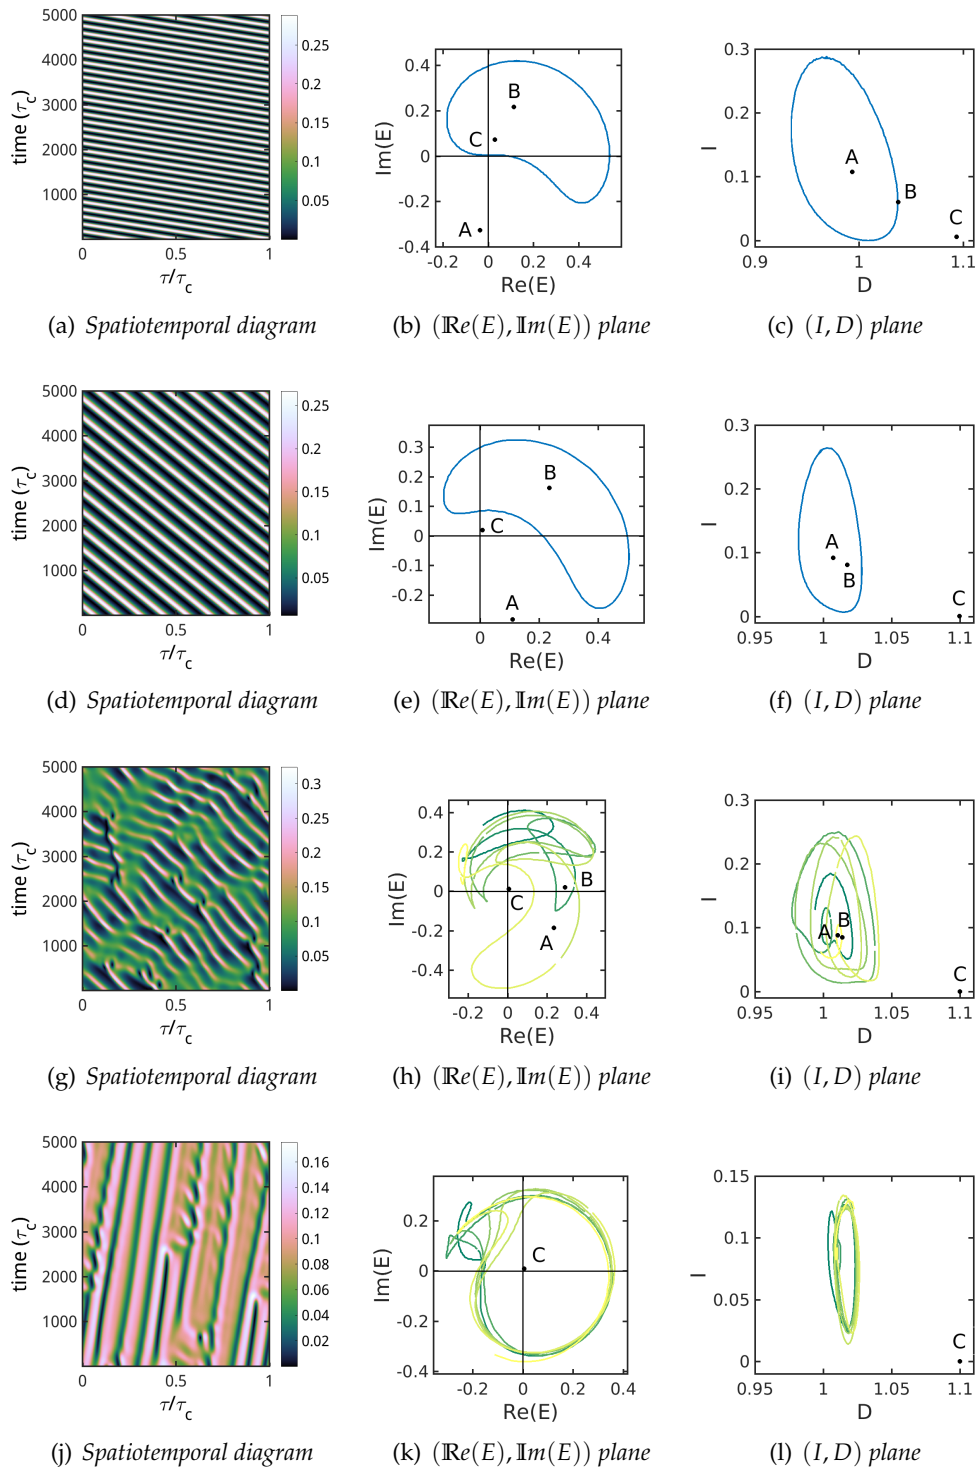 5000
4000
3000
2000
1000
time (τc)
0 0.5 1
τ/τc
0.25
0.2
0.15
0.1
0.05
0.4
0.2
0
-0.2
-0.4
Im(E)
-0.2 0 0.2 0.4
Re(E)
A
B
C
0.3
0.2
0.1
0
I
0.9 1 1.1
D
A
B
C
(a) Spatiotemporal diagram
(b) (ℝe(E), 𝕀m(E)) plane
(c) (I, D) plane
5000
4000
3000
2000
1000
time (τc)
0 0.5 1
τ/τc
0.25
0.2
0.15
0.1
0.05
0.3
0.2
0.1
0
-0.1
-0.2
Im(E)
0 0.2 0.4
Re(E)
B
C
A
0.3
0.2
0.1
0
I
0.95 1 1.05 1.1
D
A
B
C
(d) Spatiotemporal diagram
(e) (ℝe(E), 𝕀m(E)) plane
(f) (I, D) plane
5000
4000
3000
2000
1000
time (τc)
0 0.5 1
τ/τc
0.3
0.25
0.2
0.15
0.1
0.05
0.4
0.2
0
-0.2
-0.4
Im(E)
-0.2 0 0.2 0.4
Re(E)
B
C
A
0.3
0.2
0.1
0
I
0.95 1 1.05 1.1
D
A
B
C
(g) Spatiotemporal diagram
(h) (ℝe(E), 𝕀m(E)) plane
(i) (I, D) plane
5000
4000
3000
2000
1000
time (τc)
0 0.5 1
τ/τc
0.16
0.14
0.12
0.1
0.08
0.06
0.04
0.02
0.2
0
-0.2
-0.4
Im(E)
-0.2 0 0.2 0.4
Re(E)
C
0.15
0.1
0.05
0
I
0.95 1 1.05 1.1
D
C
(j) Spatiotemporal diagram
(k) (ℝe(E), 𝕀m(E)) plane
(l) (I, D) plane